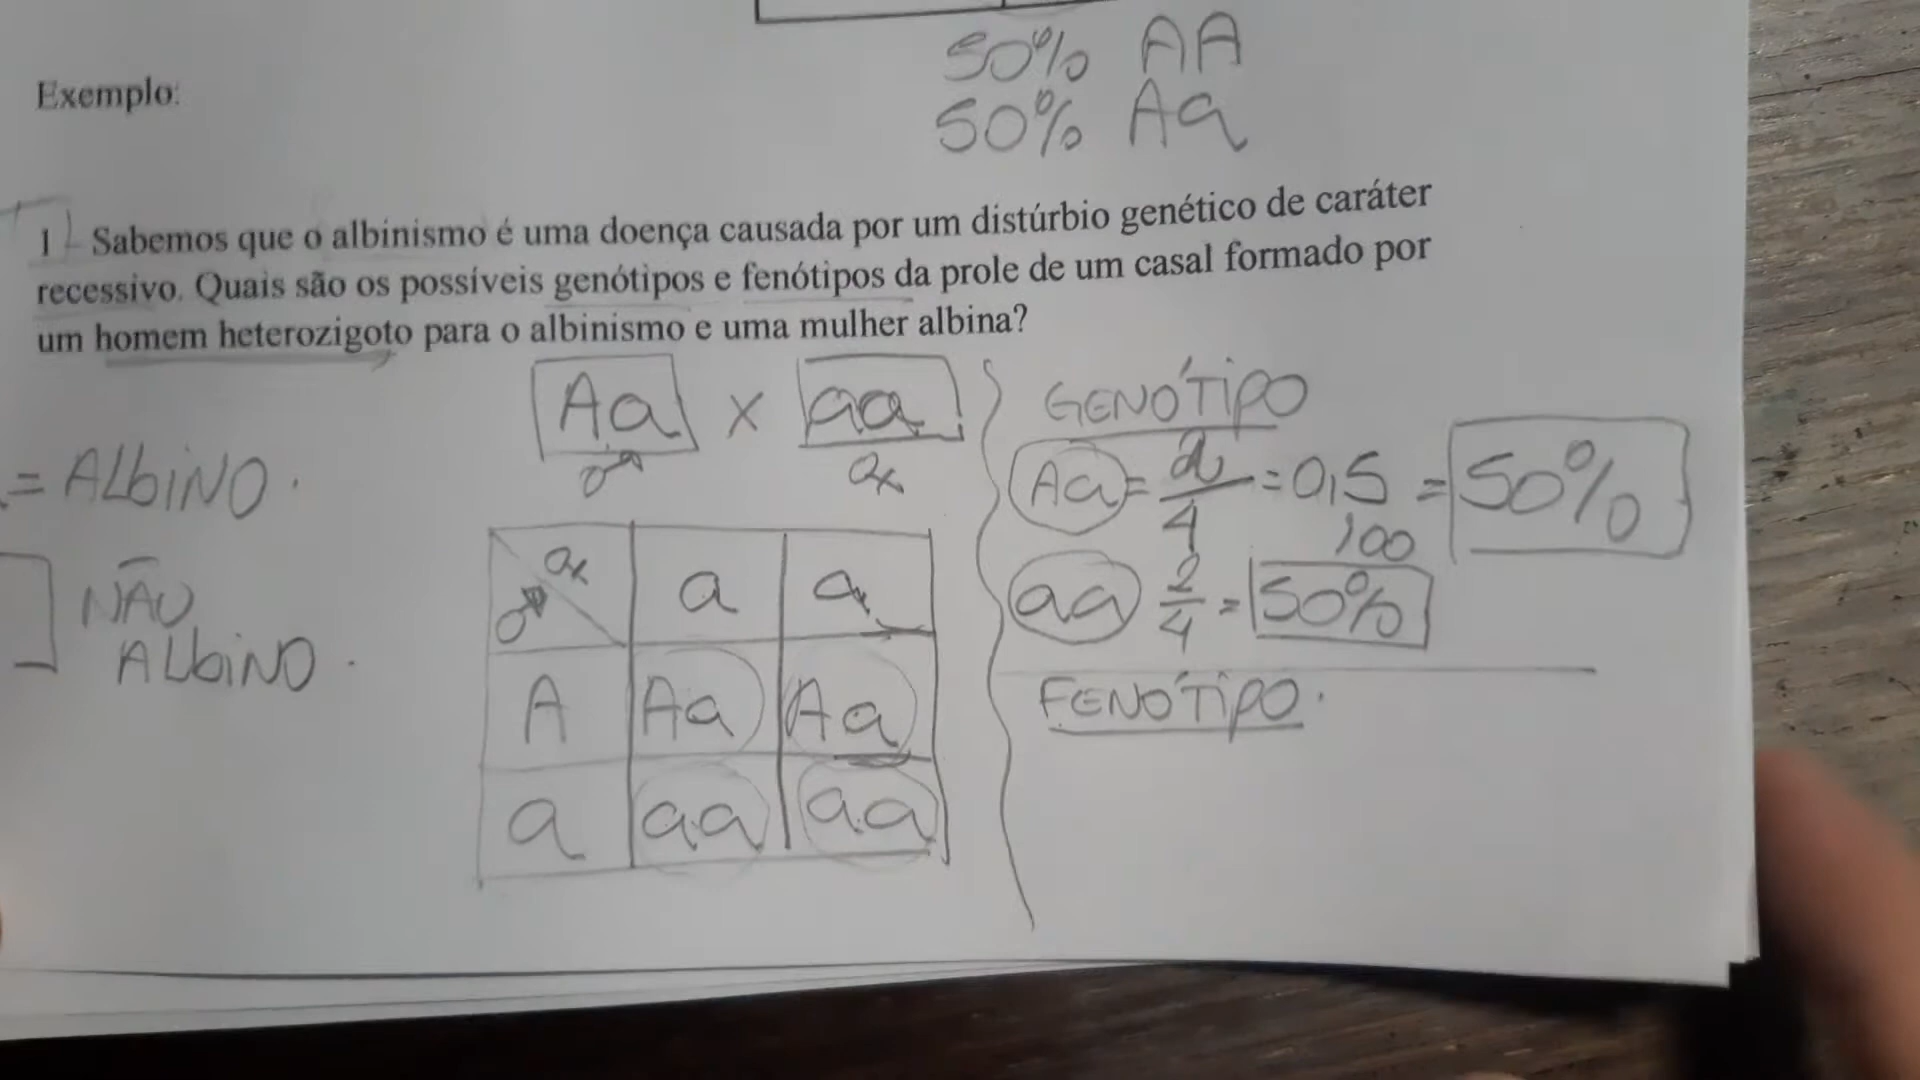 50% AA
Exemplo:
50% Aa
1 - Sabemos que o albinismo é uma doença causada por um distúrbio genético de caráter
recessivo. Quais são os possíveis genótipos e fenótipos da prole de um casal formado por
um homem heterozigoto para o albinismo e uma mulher albina?
Aa x aa
♂ ♀
= ALBINO.
NÃO
ALBINO.
♂ ♀ a a
A Aa Aa
a aa aa
GENÓTIPO
Aa = 2/4 = 0,5 = 50%
100
aa 2/4 = 50%
FENÓTIPO.